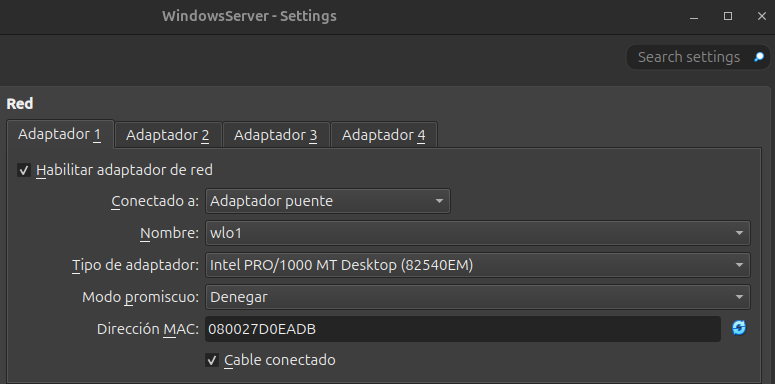 WindowsServer - Settings
Search settings
Red
Adaptador 1 Adaptador 2 Adaptador 3 Adaptador 4
Habilitar adaptador de red
Conectado a: Adaptador puente
Nombre: wlo1
Tipo de adaptador: Intel PRO/1000 MT Desktop (82540EM)
Modo promiscuo: Denegar
Dirección MAC: 080027D0EADB
Cable conectado